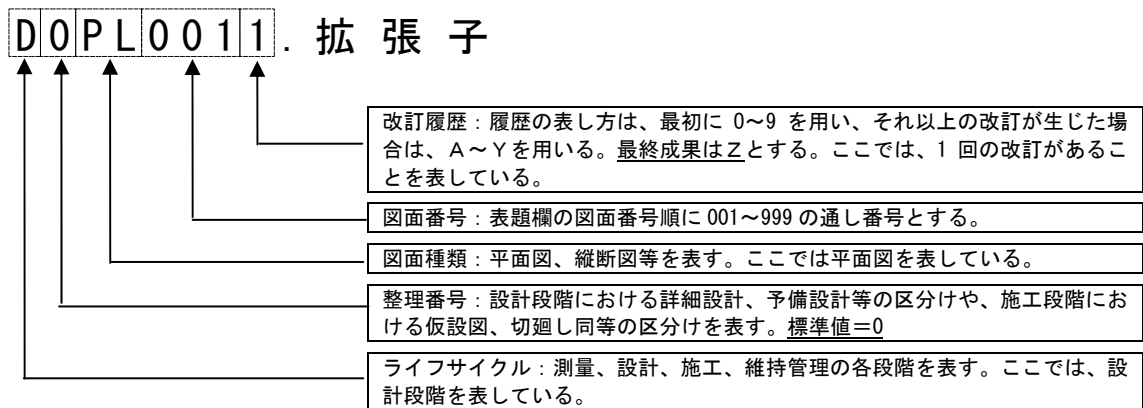 D0PL0011.拡張子
改訂履歴：履歴の表し方は、最初に 0～9 を用い、それ以上の改訂が生じた場
合は、Ａ～Ｙを用いる。最終成果はＺとする。ここでは、1 回の改訂があるこ
とを表している。
図面番号：表題欄の図面番号順に 001～999 の通し番号とする。
図面種類：平面図、縦断図等を表す。ここでは平面図を表している。
整理番号：設計段階における詳細設計、予備設計等の区分けや、施工段階にお
ける仮設図、切廻し同等の区分けを表す。標準値＝0
ライフサイクル：測量、設計、施工、維持管理の各段階を表す。ここでは、設
計段階を表している。